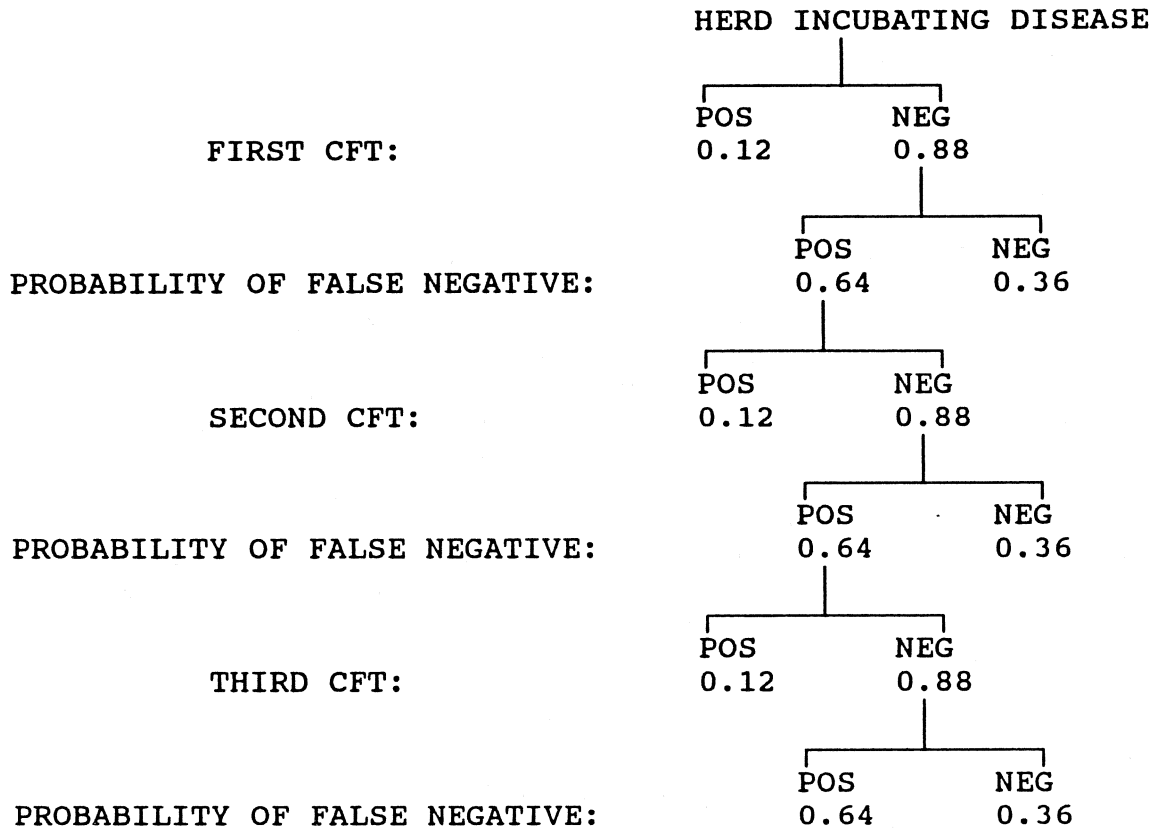 HERD INCUBATING DISEASE
POS NEG
FIRST CFT: 0.12 0.88
POS NEG
PROBABILITY OF FALSE NEGATIVE: 0.64 0.36
POS NEG
SECOND CFT: 0.12 0.88
POS NEG
PROBABILITY OF FALSE NEGATIVE: 0.64 0.36
POS NEG
THIRD CFT: 0.12 0.88
POS NEG
PROBABILITY OF FALSE NEGATIVE: 0.64 0.36